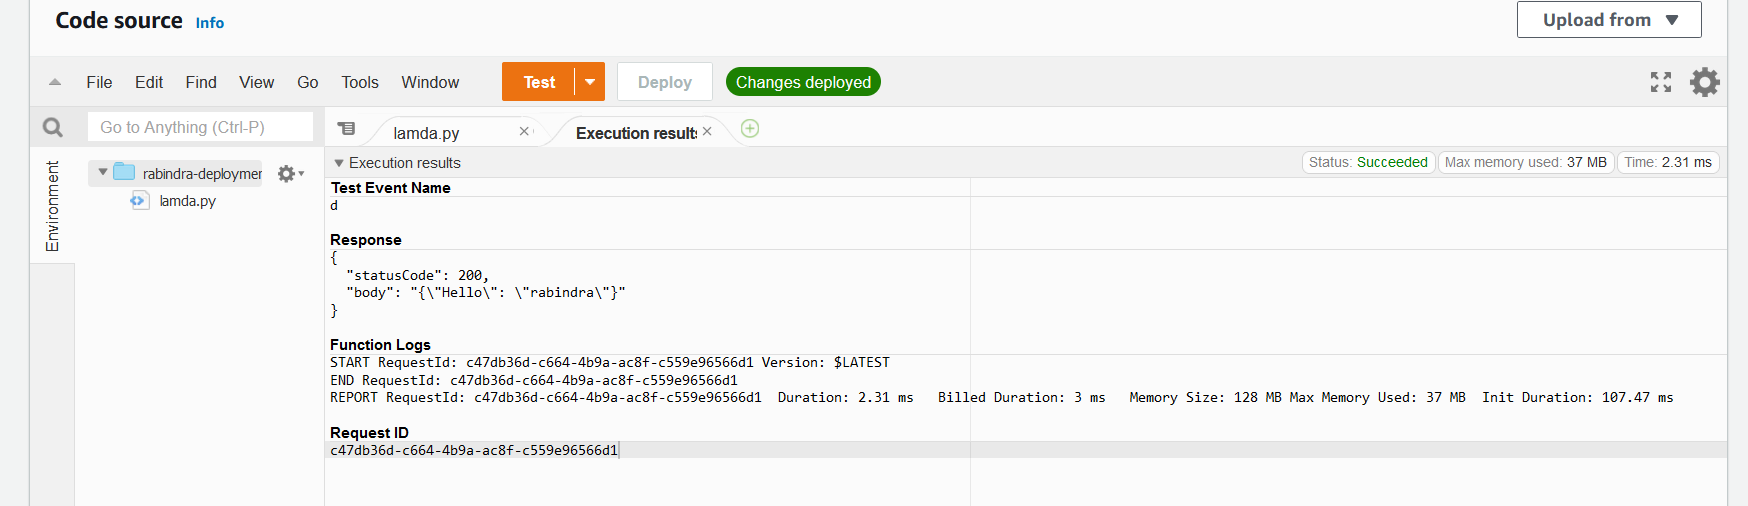 Code source Info
Upload from
File Edit Find View Go Tools Window Test Deploy Changes deployed
Go to Anything (Ctrl-P)
lamda.py
Execution results
Environment
Execution results
Status: Succeeded Max memory used: 37 MB Time: 2.31 ms
rabindra-deploymen
lamda.py
Test Event Name
d
Response
{
"statusCode": 200,
"body": "{\"Hello\": \"rabindra\"}"
}
Function Logs
START RequestId: c47db36d-c664-4b9a-ac8f-c559e96566d1 Version: $LATEST
END RequestId: c47db36d-c664-4b9a-ac8f-c559e96566d1
REPORT RequestId: c47db36d-c664-4b9a-ac8f-c559e96566d1 Duration: 2.31 ms Billed Duration: 3 ms Memory Size: 128 MB Max Memory Used: 37 MB Init Duration: 107.47 ms
Request ID
c47db36d-c664-4b9a-ac8f-c559e96566d1